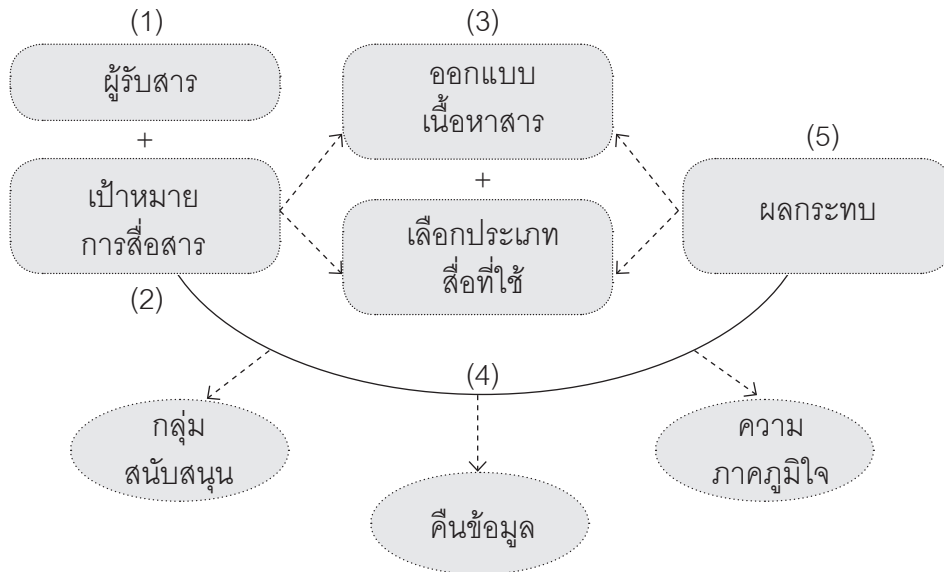 (1)
ผู้รับสาร
+
เป้าหมาย
การสื่อสาร
(2)
(3)
ออกแบบ
เนื้อหาสาร
+
เลือกประเภท
สื่อที่ใช้
(5)
ผลกระทบ
(4)
กลุ่ม
สนับสนุน
คืนข้อมูล
ความ
ภาคภูมิใจ